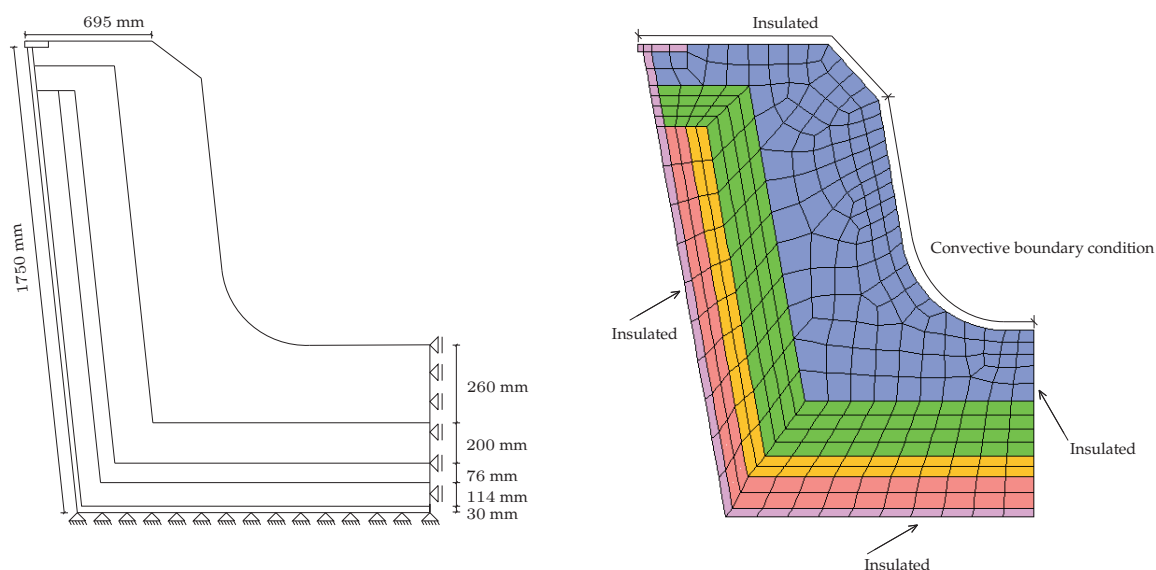 695 mm
1750 mm
260 mm
200 mm
76 mm
114 mm
30 mm
Insulated
Convective boundary condition
Insulated
Insulated
Insulated